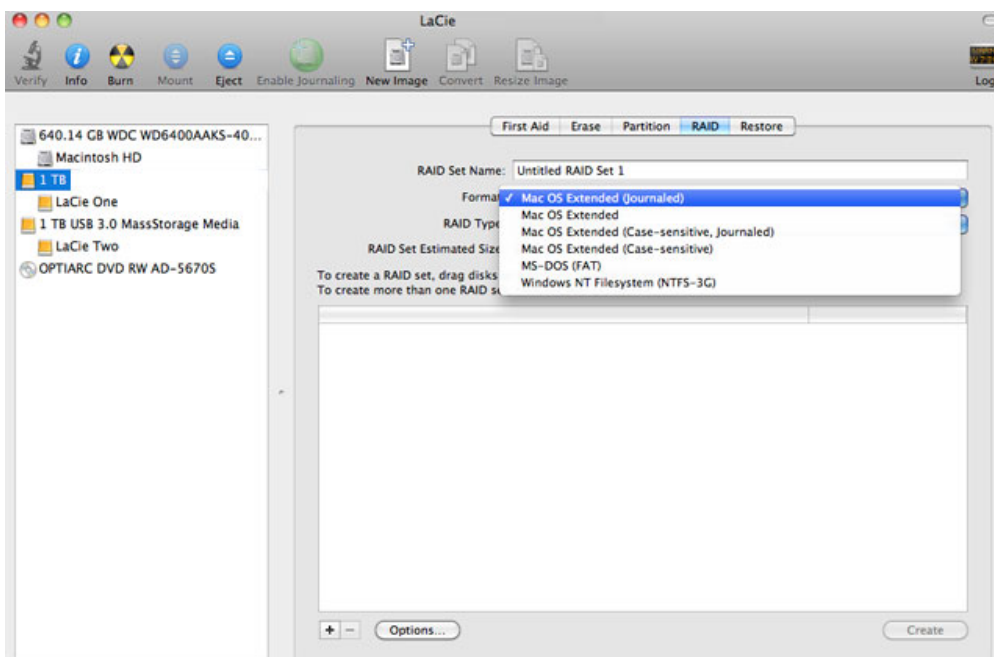 LaCie
Verify Info Burn Mount Eject Enable Journaling New Image Convert Resize Image Log
First Aid Erase Partition RAID Restore
640.14 GB WDC WD6400AAKS-40...
Macintosh HD
1 TB
LaCie One
1 TB USB 3.0 MassStorage Media
LaCie Two
OPTIARC DVD RW AD-5670S
RAID Set Name: Untitled RAID Set 1
Format
✓ Mac OS Extended (Journaled)
Mac OS Extended
Mac OS Extended (Case-sensitive, Journaled)
Mac OS Extended (Case-sensitive)
MS-DOS (FAT)
Windows NT Filesystem (NTFS-3G)
RAID Type
RAID Set Estimated Size
To create a RAID set, drag disks
To create more than one RAID
+ − Options... Create